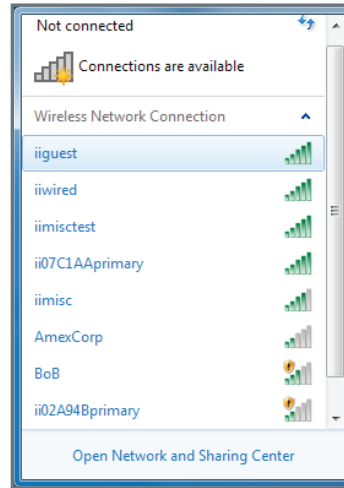 Not connected
Connections are available
Wireless Network Connection
iiguest
iiwired
iimisctest
ii07C1AAprimary
iimisc
AmexCorp
BoB
ii02A94Bprimary
Open Network and Sharing Center